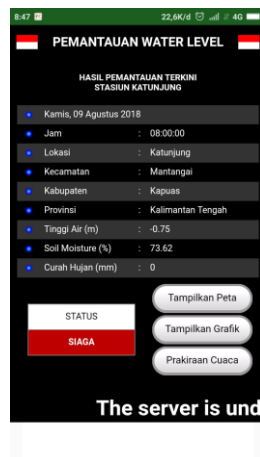 8:47 22,6K/d 4G
PEMANTAUAN WATER LEVEL
HASIL PEMANTAUAN TERKINI
STASIUN KATUNJUNG
Kamis, 09 Agustus 2018
Jam : 08:00:00
Lokasi : Katunjung
Kecamatan : Mantangai
Kabupaten : Kapuas
Provinsi : Kalimantan Tengah
Tinggi Air (m) : -0.75
Soil Moisture (%) : 73.62
Curah Hujan (mm) : 0
STATUS
SIAGA
Tampilkan Peta
Tampilkan Grafik
Prakiraan Cuaca
The server is und